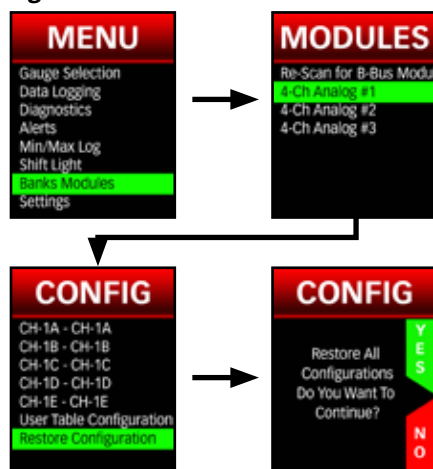 MENU
Gauge Selection
Data Logging
Diagnostics
Alerts
Min/Max Log
Shift Light
Banks Modules
Settings
MODULES
Re-Scan for B-Bus Modu
4-Ch Analog #1
4-Ch Analog #2
4-Ch Analog #3
CONFIG
CH-1A - CH-1A
CH-1B - CH-1B
CH-1C - CH-1C
CH-1D - CH-1D
CH-1E - CH-1E
User Table Configuration
Restore Configuration
CONFIG
Restore All
Configurations
Do You Want To
Continue?
YES
NO